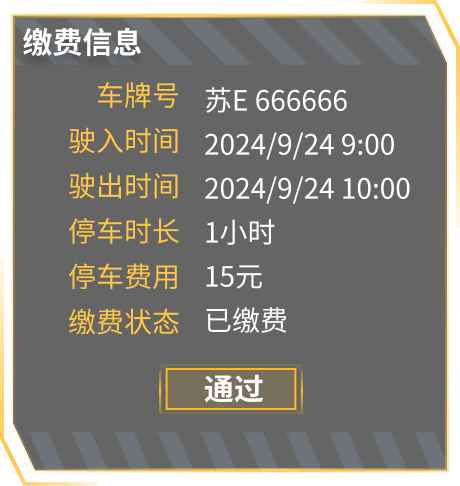 缴费信息
车牌号 苏E 666666
驶入时间 2024/9/24 9:00
驶出时间 2024/9/24 10:00
停车时长 1小时
停车费用 15元
缴费状态 已缴费
通过